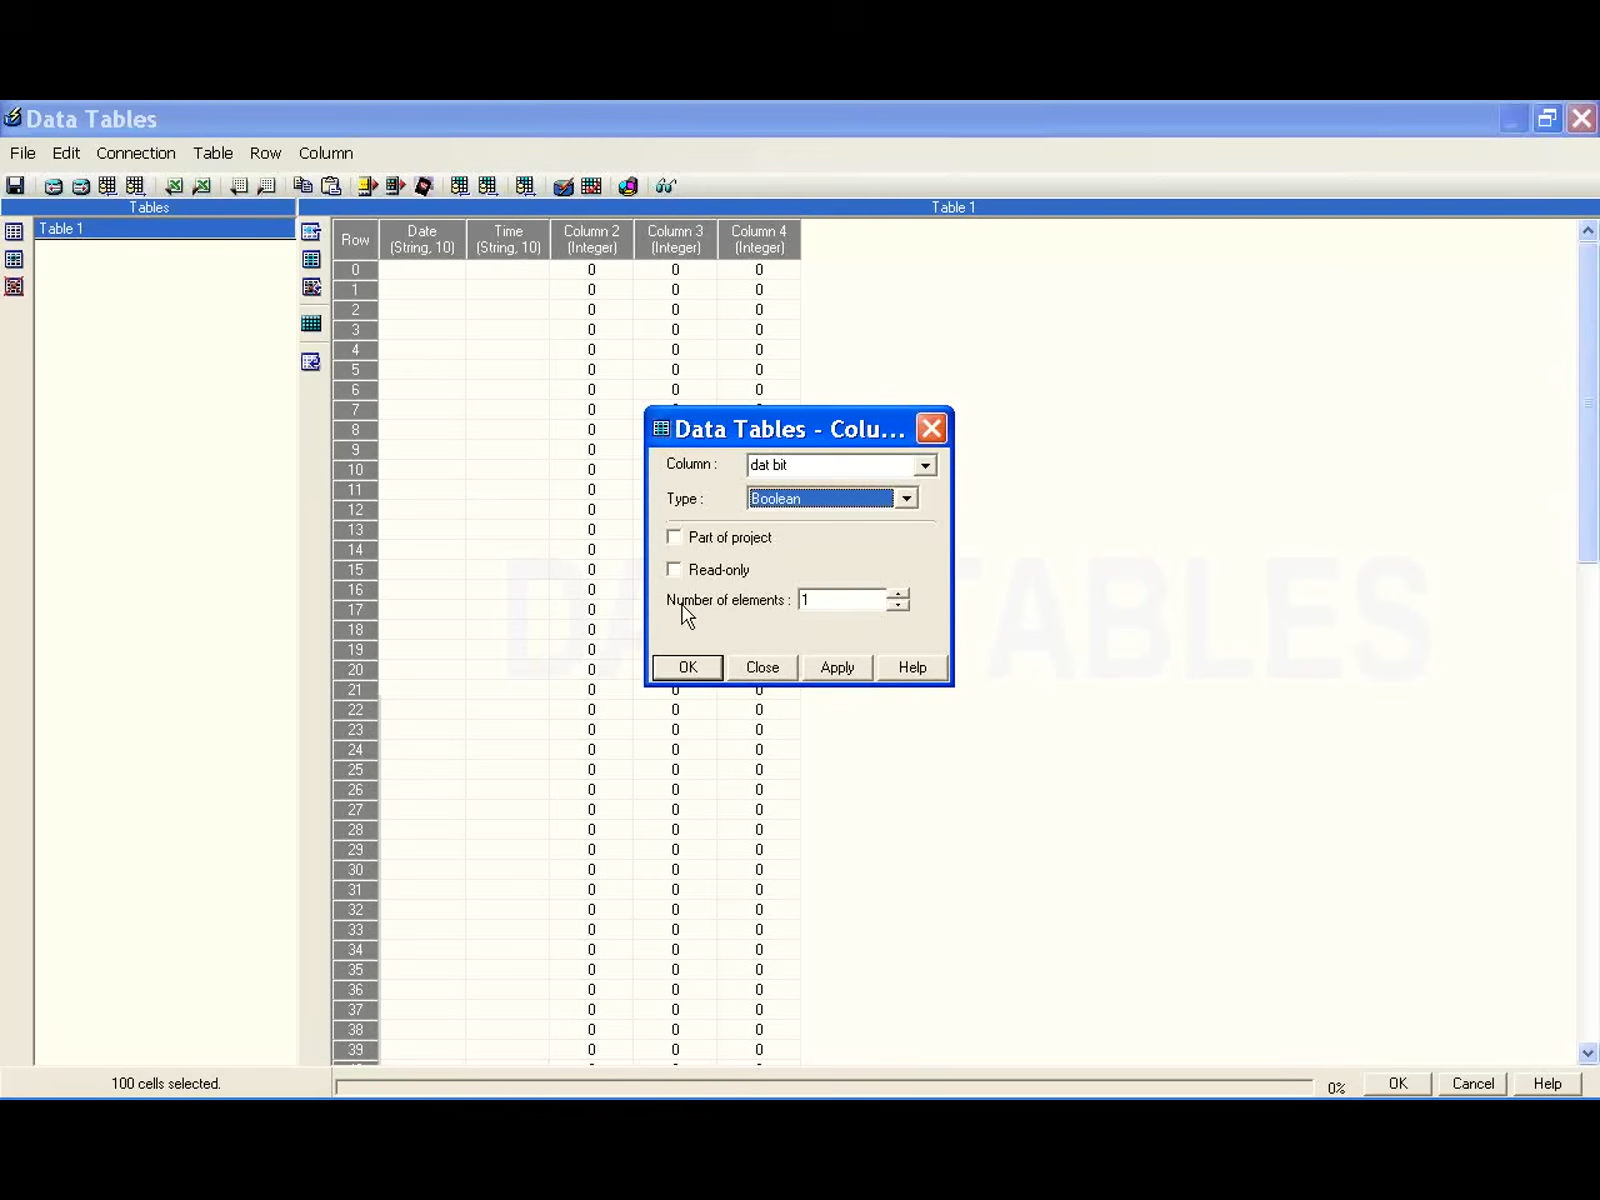 Data Tables
File Edit Connection Table Row Column
Tables
Table 1
Table 1
Row Date (String, 10) Time (String, 10) Column 2 (Integer) Column 3 (Integer) Column 4 (Integer)
0 0 0 0
1 0 0 0
2 0 0 0
3 0 0 0
4 0 0 0
5 0 0 0
6 0 0 0
7 0
8 0
9 0
10 0
11 0
12 0
13 0
14 0
15 0
16 0
17 0
18 0
19 0
20 0
21 0 0 0
22 0 0 0
23 0 0 0
24 0 0 0
25 0 0 0
26 0 0 0
27 0 0 0
28 0 0 0
29 0 0 0
30 0 0 0
31 0 0 0
32 0 0 0
33 0 0 0
34 0 0 0
35 0 0 0
36 0 0 0
37 0 0 0
38 0 0 0
39 0 0 0
Data Tables - Colu...
Column : dat bit
Type : Boolean
Part of project
Read-only
Number of elements : 1
OK Close Apply Help
TABLES
100 cells selected.
0% OK Cancel Help